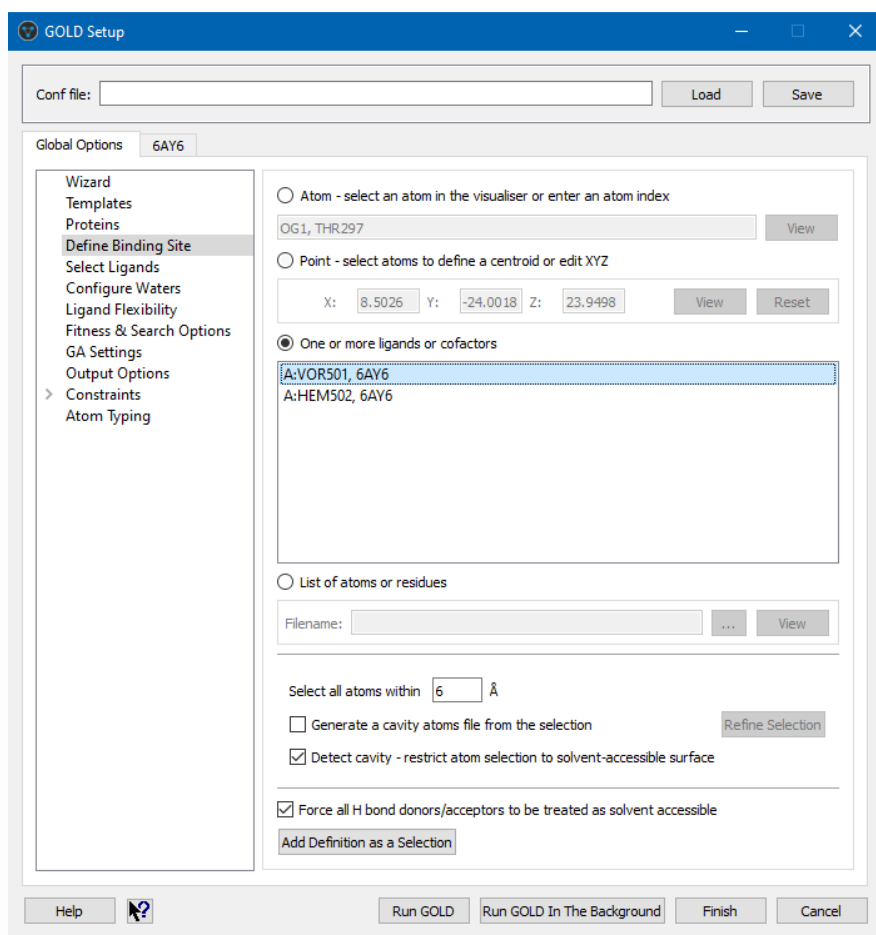 GOLD Setup
Conf file: Load Save
Global Options 6AY6
Wizard
Templates
Proteins
Define Binding Site
Select Ligands
Configure Waters
Ligand Flexibility
Fitness & Search Options
GA Settings
Output Options
Constraints
Atom Typing
Atom - select an atom in the visualiser or enter an atom index
OG1, THR297 View
Point - select atoms to define a centroid or edit XYZ
X: 8.5026 Y: -24.0018 Z: 23.9498 View Reset
One or more ligands or cofactors
A:VOR501, 6AY6
A:HEM502, 6AY6
List of atoms or residues
Filename: ... View
Select all atoms within 6 Å
Generate a cavity atoms file from the selection Refine Selection
Detect cavity - restrict atom selection to solvent-accessible surface
Force all H bond donors/acceptors to be treated as solvent accessible
Add Definition as a Selection
Help ? Run GOLD Run GOLD In The Background Finish Cancel